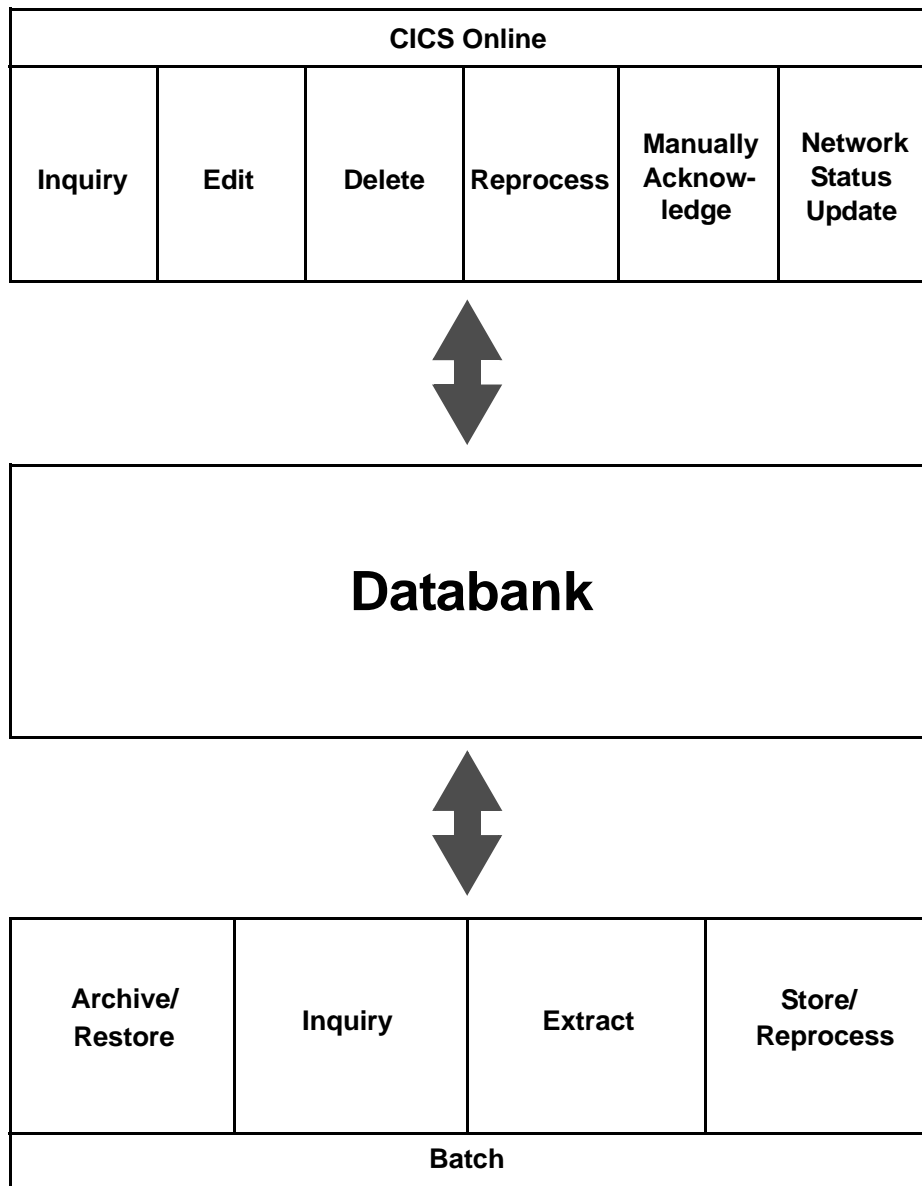 CICS Online
Inquiry
Edit
Delete
Reprocess
Manually
Acknow-
ledge
Network
Status
Update
Databank
Archive/
Restore
Inquiry
Extract
Store/
Reprocess
Batch